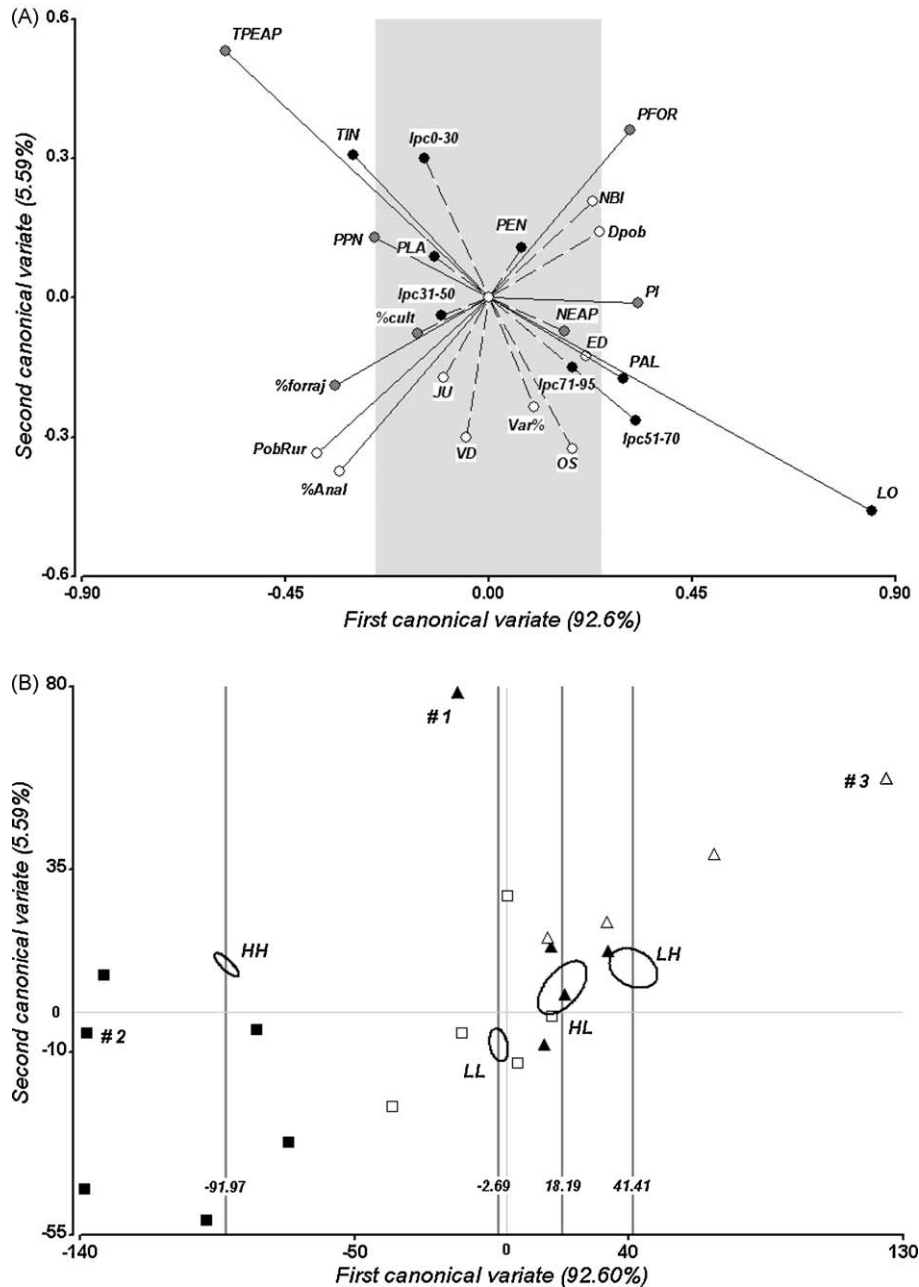 (A)
0.6
TPEAP
PFOR
TIN
lpc0-30
0.3
NBI
PEN
Dpob
PPN
PLA
Second canonical variate (5.59%)
0.0
lpc31-50
PI
%cult
NEAP
ED
PAL
%forraj
JU
lpc71-95
Var%
lpc51-70
-0.3
PobRur
VD
OS
%Anal
LO
-0.6
-0.90
-0.45
0.00
0.45
0.90
First canonical variate (92.6%)
(B)
80
#1
#3
Second canonical variate (5.59%)
35
HH
LH
0
#2
HL
-10
LL
-91.97
-2.69
18.19
41.41
-55
-140
-50
0
40
130
First canonical variate (92.60%)